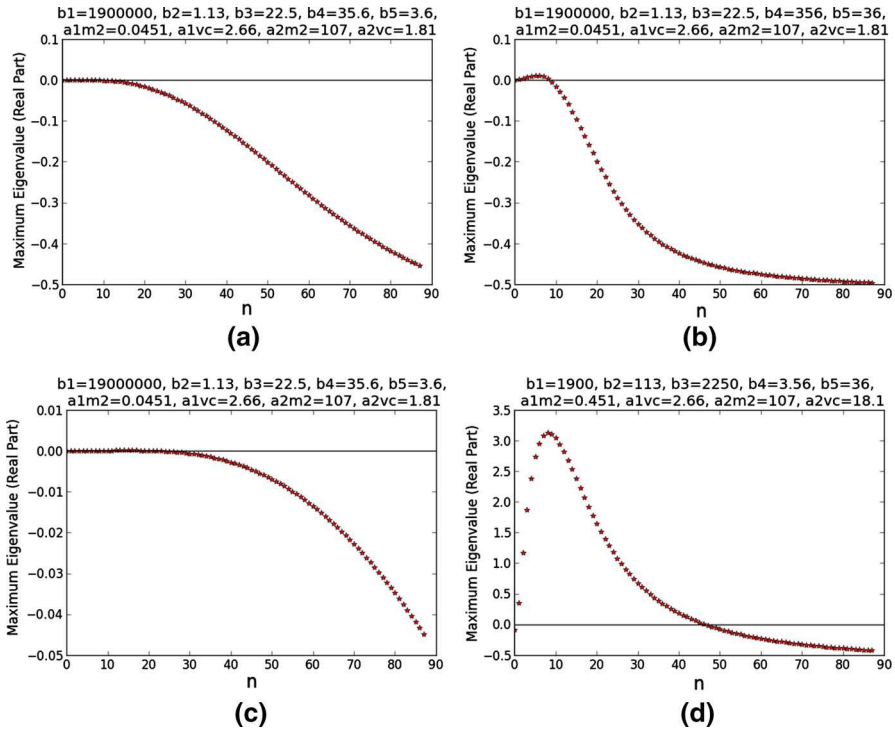 b1=1900000, b2=1.13, b3=22.5, b4=35.6, b5=3.6,
a1m2=0.0451, a1vc=2.66, a2m2=107, a2vc=1.81
Maximum Eigenvalue (Real Part)
0.1
0.0
−0.1
−0.2
−0.3
−0.4
−0.5
0 10 20 30 40 50 60 70 80 90
n
(a)
b1=1900000, b2=1.13, b3=22.5, b4=356, b5=36,
a1m2=0.0451, a1vc=2.66, a2m2=107, a2vc=1.81
Maximum Eigenvalue (Real Part)
0.1
0.0
−0.1
−0.2
−0.3
−0.4
−0.5
0 10 20 30 40 50 60 70 80 90
n
(b)
b1=19000000, b2=1.13, b3=22.5, b4=35.6, b5=3.6,
a1m2=0.0451, a1vc=2.66, a2m2=107, a2vc=1.81
Maximum Eigenvalue (Real Part)
0.01
0.00
−0.01
−0.02
−0.03
−0.04
−0.05
0 10 20 30 40 50 60 70 80 90
n
(c)
b1=1900, b2=113, b3=2250, b4=3.56, b5=36,
a1m2=0.451, a1vc=2.66, a2m2=107, a2vc=18.1
Maximum Eigenvalue (Real Part)
3.5
3.0
2.5
2.0
1.5
1.0
0.5
0.0
−0.5
0 10 20 30 40 50 60 70 80 90
n
(d)